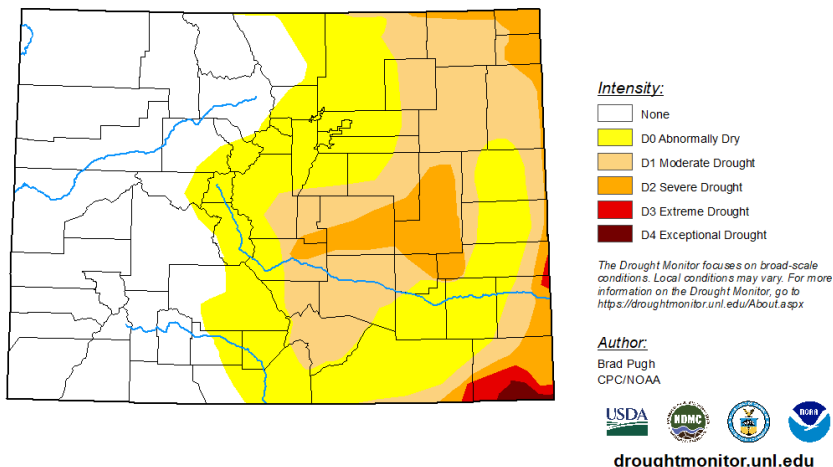 Intensity:
None
D0 Abnormally Dry
D1 Moderate Drought
D2 Severe Drought
D3 Extreme Drought
D4 Exceptional Drought
The Drought Monitor focuses on broad-scale
conditions. Local conditions may vary. For more
information on the Drought Monitor, go to
https://droughtmonitor.unl.edu/About.aspx
Author:
Brad Pugh
CPC/NOAA
USDA
NDMC
NOAA
droughtmonitor.unl.edu